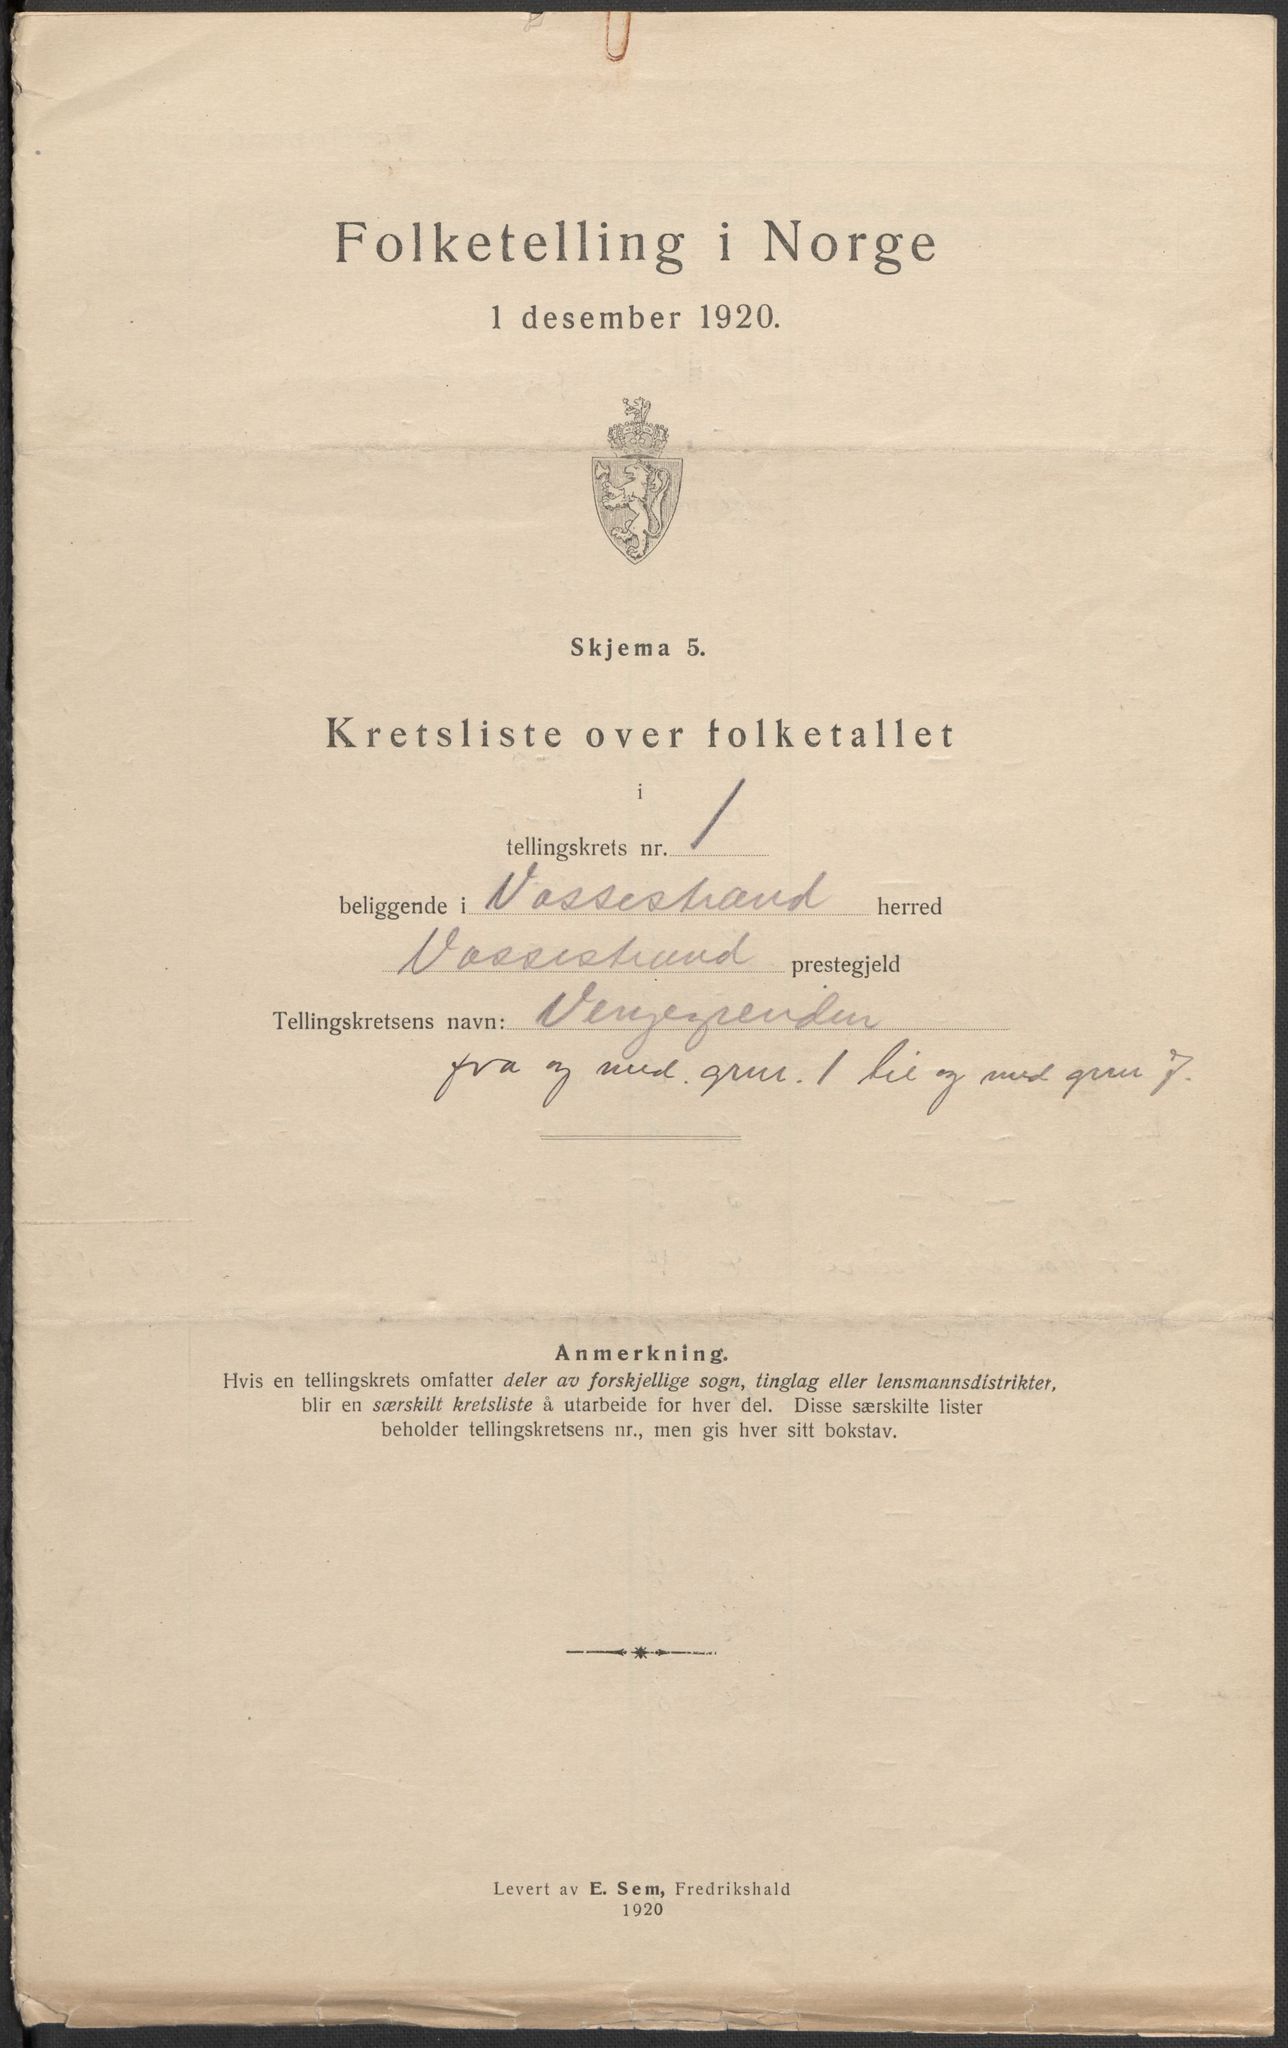 Folketelling i Norge
1 desember 1920.
Skjema 5.
Kretsliste over folketallet
i
tellingskrets nr. 1
beliggende i Vossestrand herred
Vossestrand prestegjeld
Tellingskretsens navn: Vengegrenden
fra og med. grnr. 1 til og med grnr 7.
Anmerkning.
Hvis en tellingskrets omfatter deler av forskjellige sogn, tinglag eller lensmannsdistrikter,
blir en særskilt kretsliste å utarbeide for hver del. Disse særskilte lister
beholder tellingskretsens nr., men gis hver sitt bokstav.
Levert av E. Sem, Fredrikshald
1920